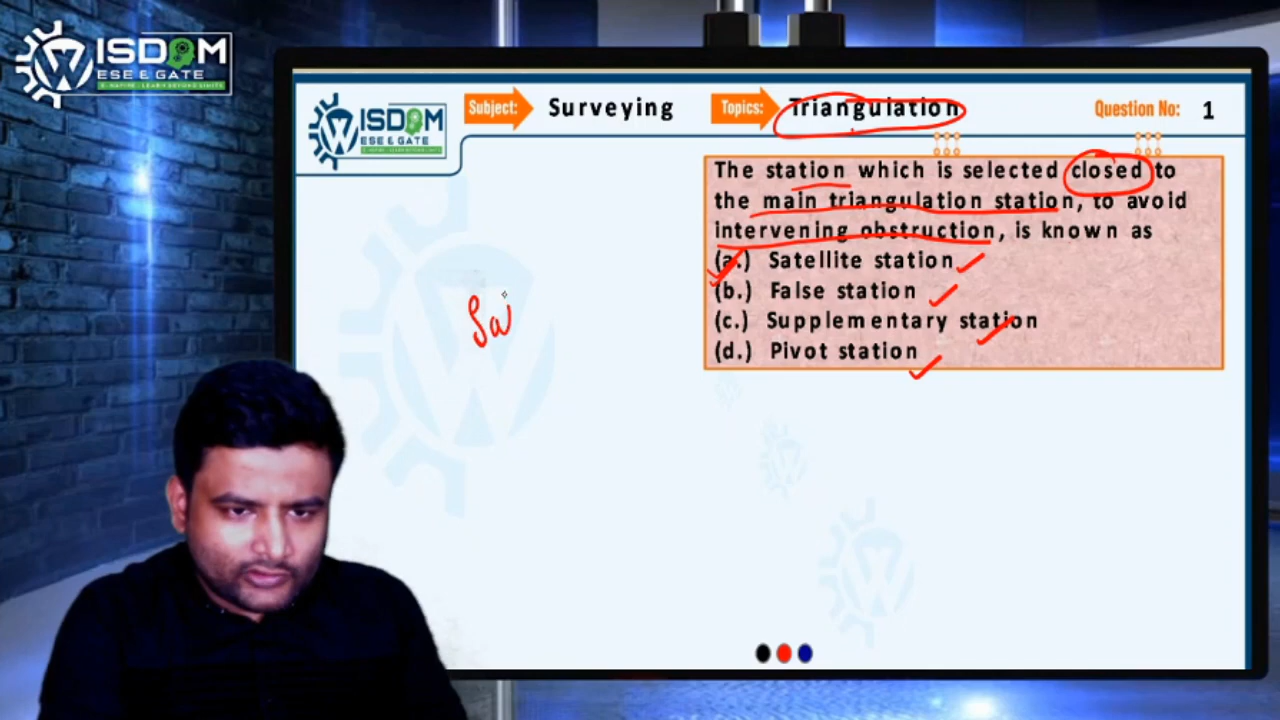 WISDOM
ESE & GATE
WISDOM
ESE & GATE
Subject: Surveying Topics: Triangulation Question No: 1
The station which is selected closed to
the main triangulation station, to avoid
intervening obstruction, is known as
(a.) Satellite station
(b.) False station
(c.) Supplementary station
(d.) Pivot station
Sa